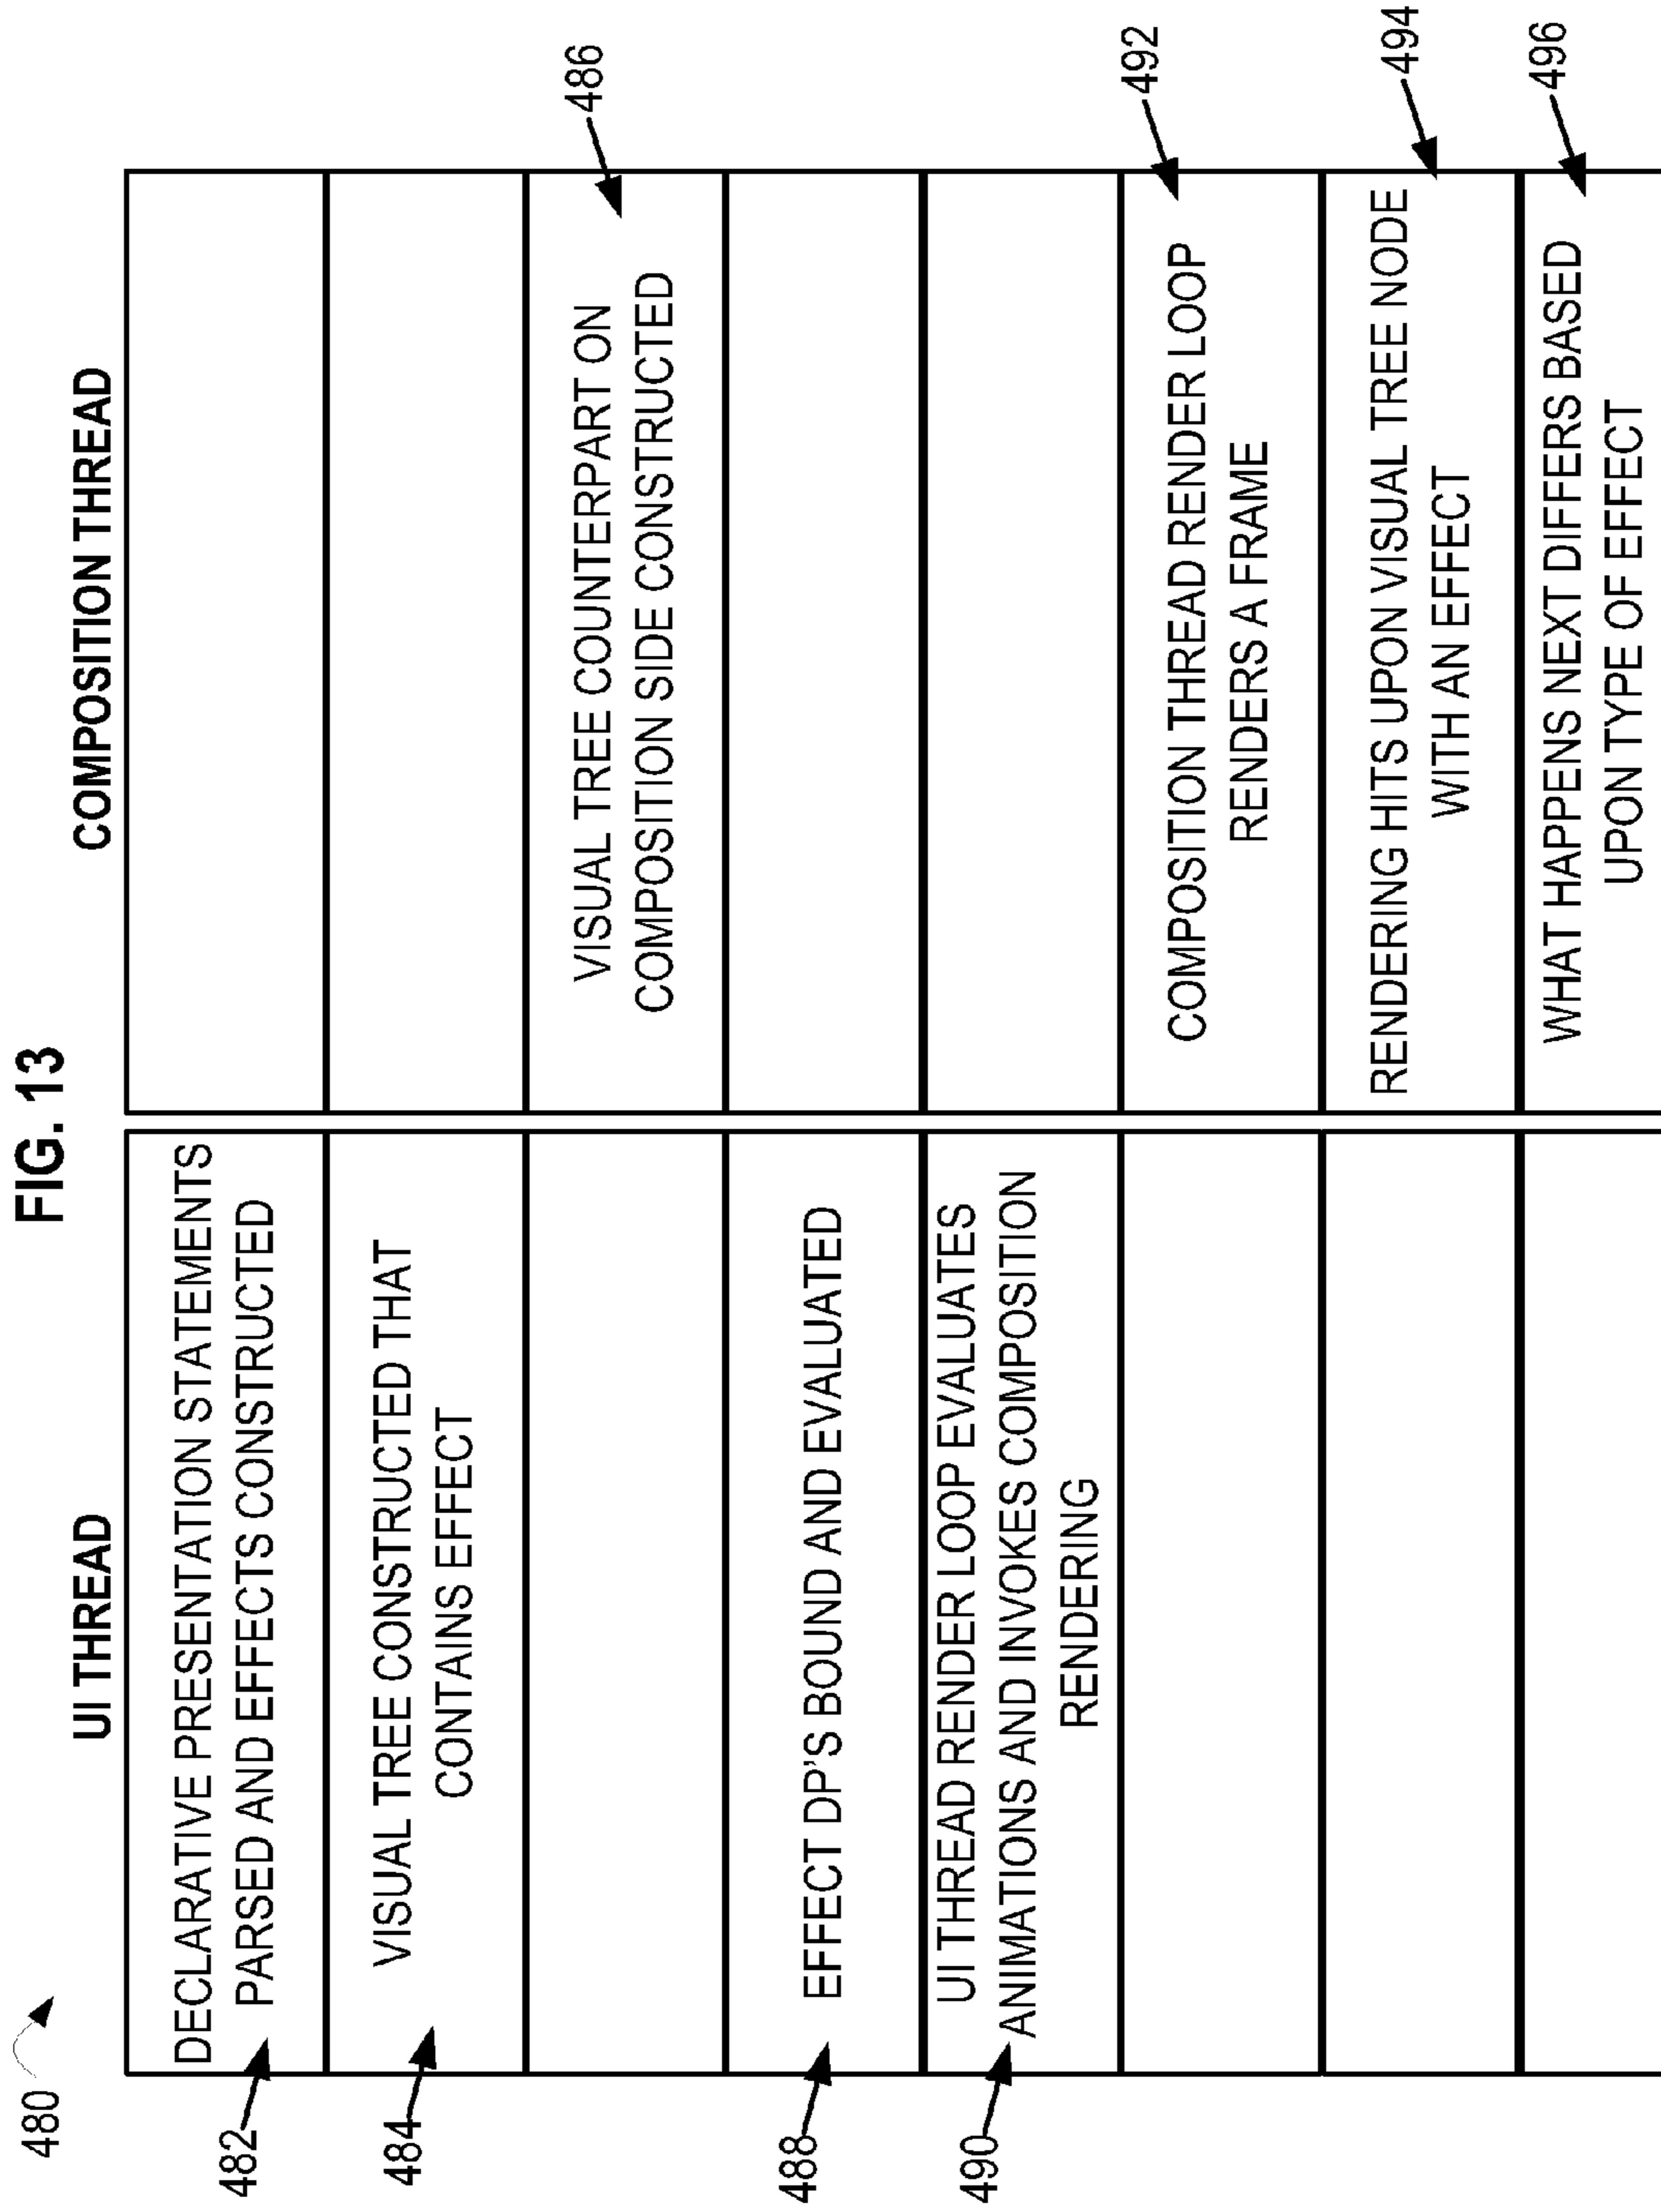 FIG. 13
480
UI THREAD
COMPOSITION THREAD
482
DECLARATIVE PRESENTATION STATEMENTS
PARSED AND EFFECTS CONSTRUCTED
484
VISUAL TREE CONSTRUCTED THAT
CONTAINS EFFECT
VISUAL TREE COUNTERPART ON
COMPOSITION SIDE CONSTRUCTED
486
488
EFFECT DP'S BOUND AND EVALUATED
490
UI THREAD RENDER LOOP EVALUATES
ANIMATIONS AND INVOKES COMPOSITION
RENDERING
COMPOSITION THREAD RENDER LOOP
RENDERS A FRAME
492
RENDERING HITS UPON VISUAL TREE NODE
WITH AN EFFECT
494
WHAT HAPPENS NEXT DIFFERS BASED
UPON TYPE OF EFFECT
496